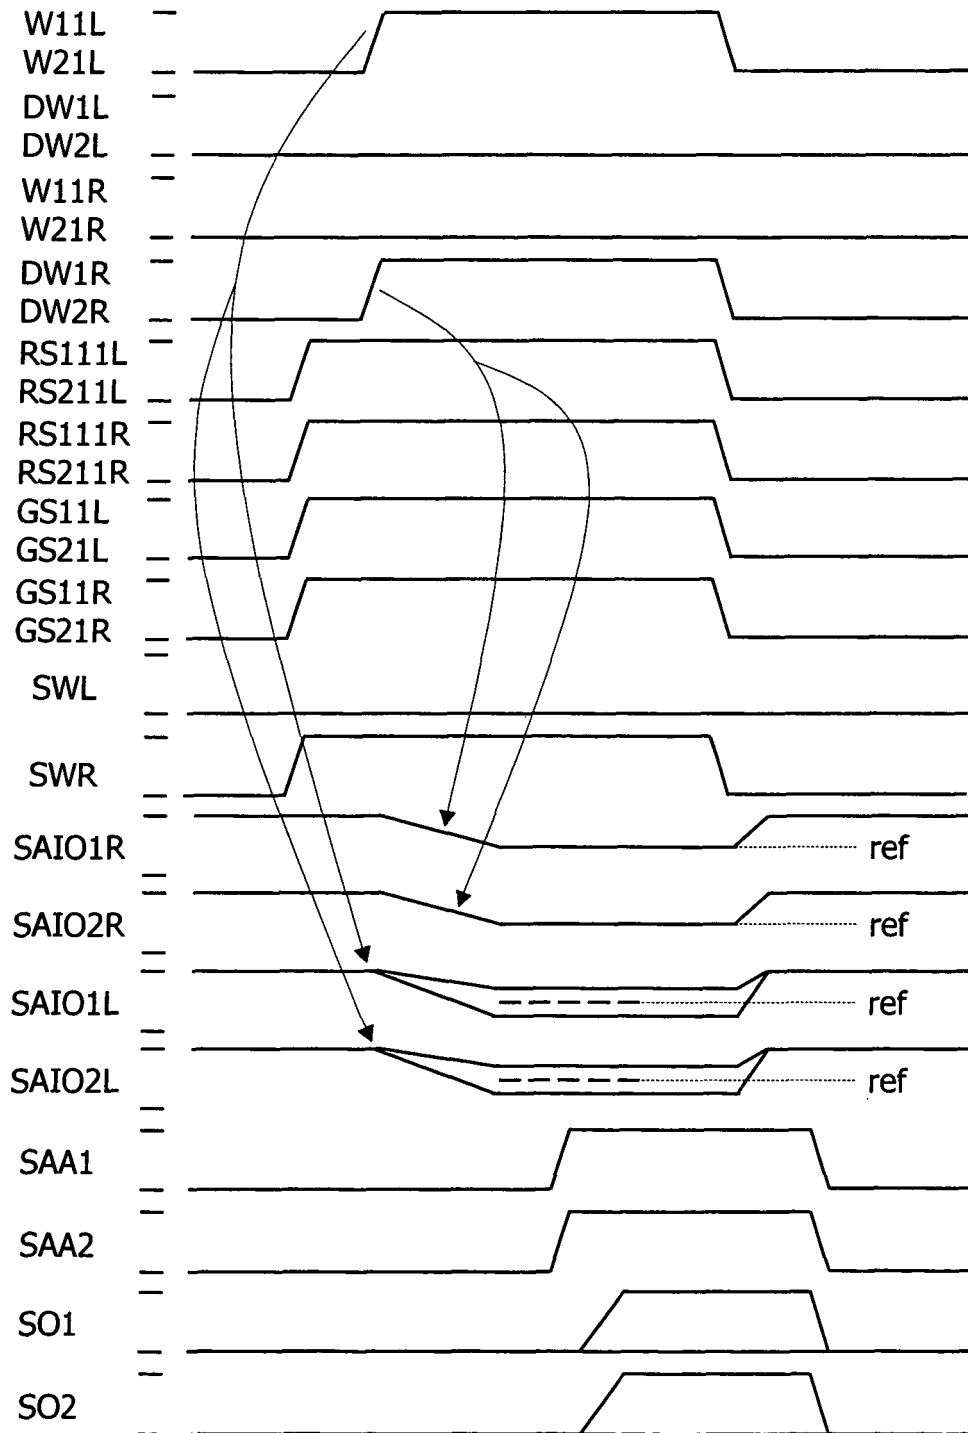 W11L
W21L
DW1L
DW2L
W11R
W21R
DW1R
DW2R
RS111L
RS211L
RS111R
RS211R
GS11L
GS21L
GS11R
GS21R
SWL
SWR
SAIO1R ref
SAIO2R ref
SAIO1L ref
SAIO2L ref
SAA1
SAA2
SO1
SO2